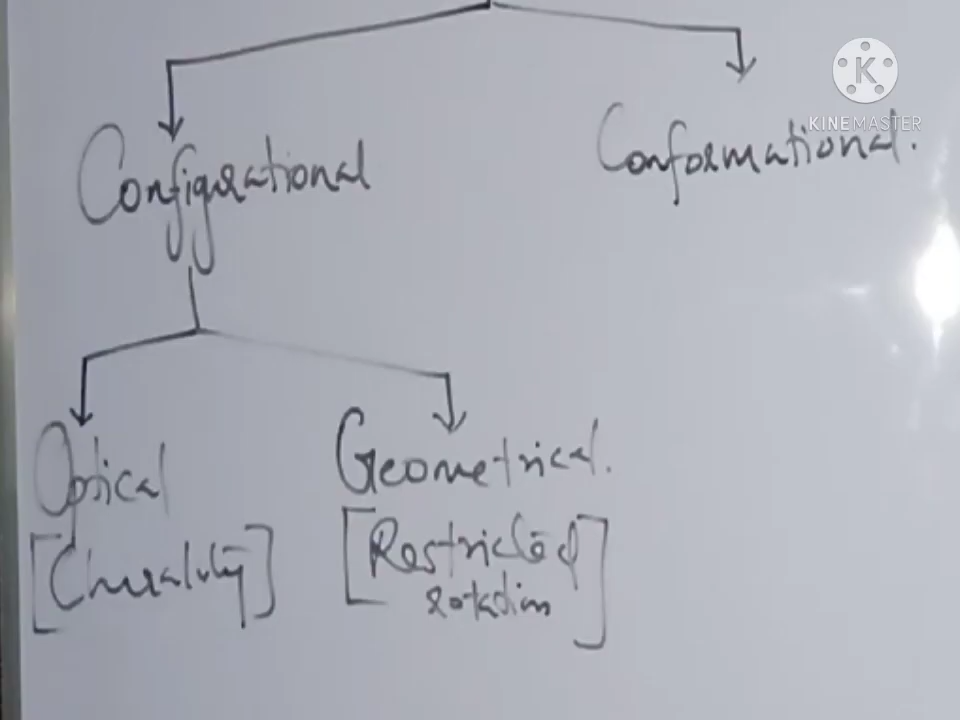 K
KINEMASTER
Configurational
Conformational.
Optical
Geometrical.
[Chirality]
[Restricted
rotation]